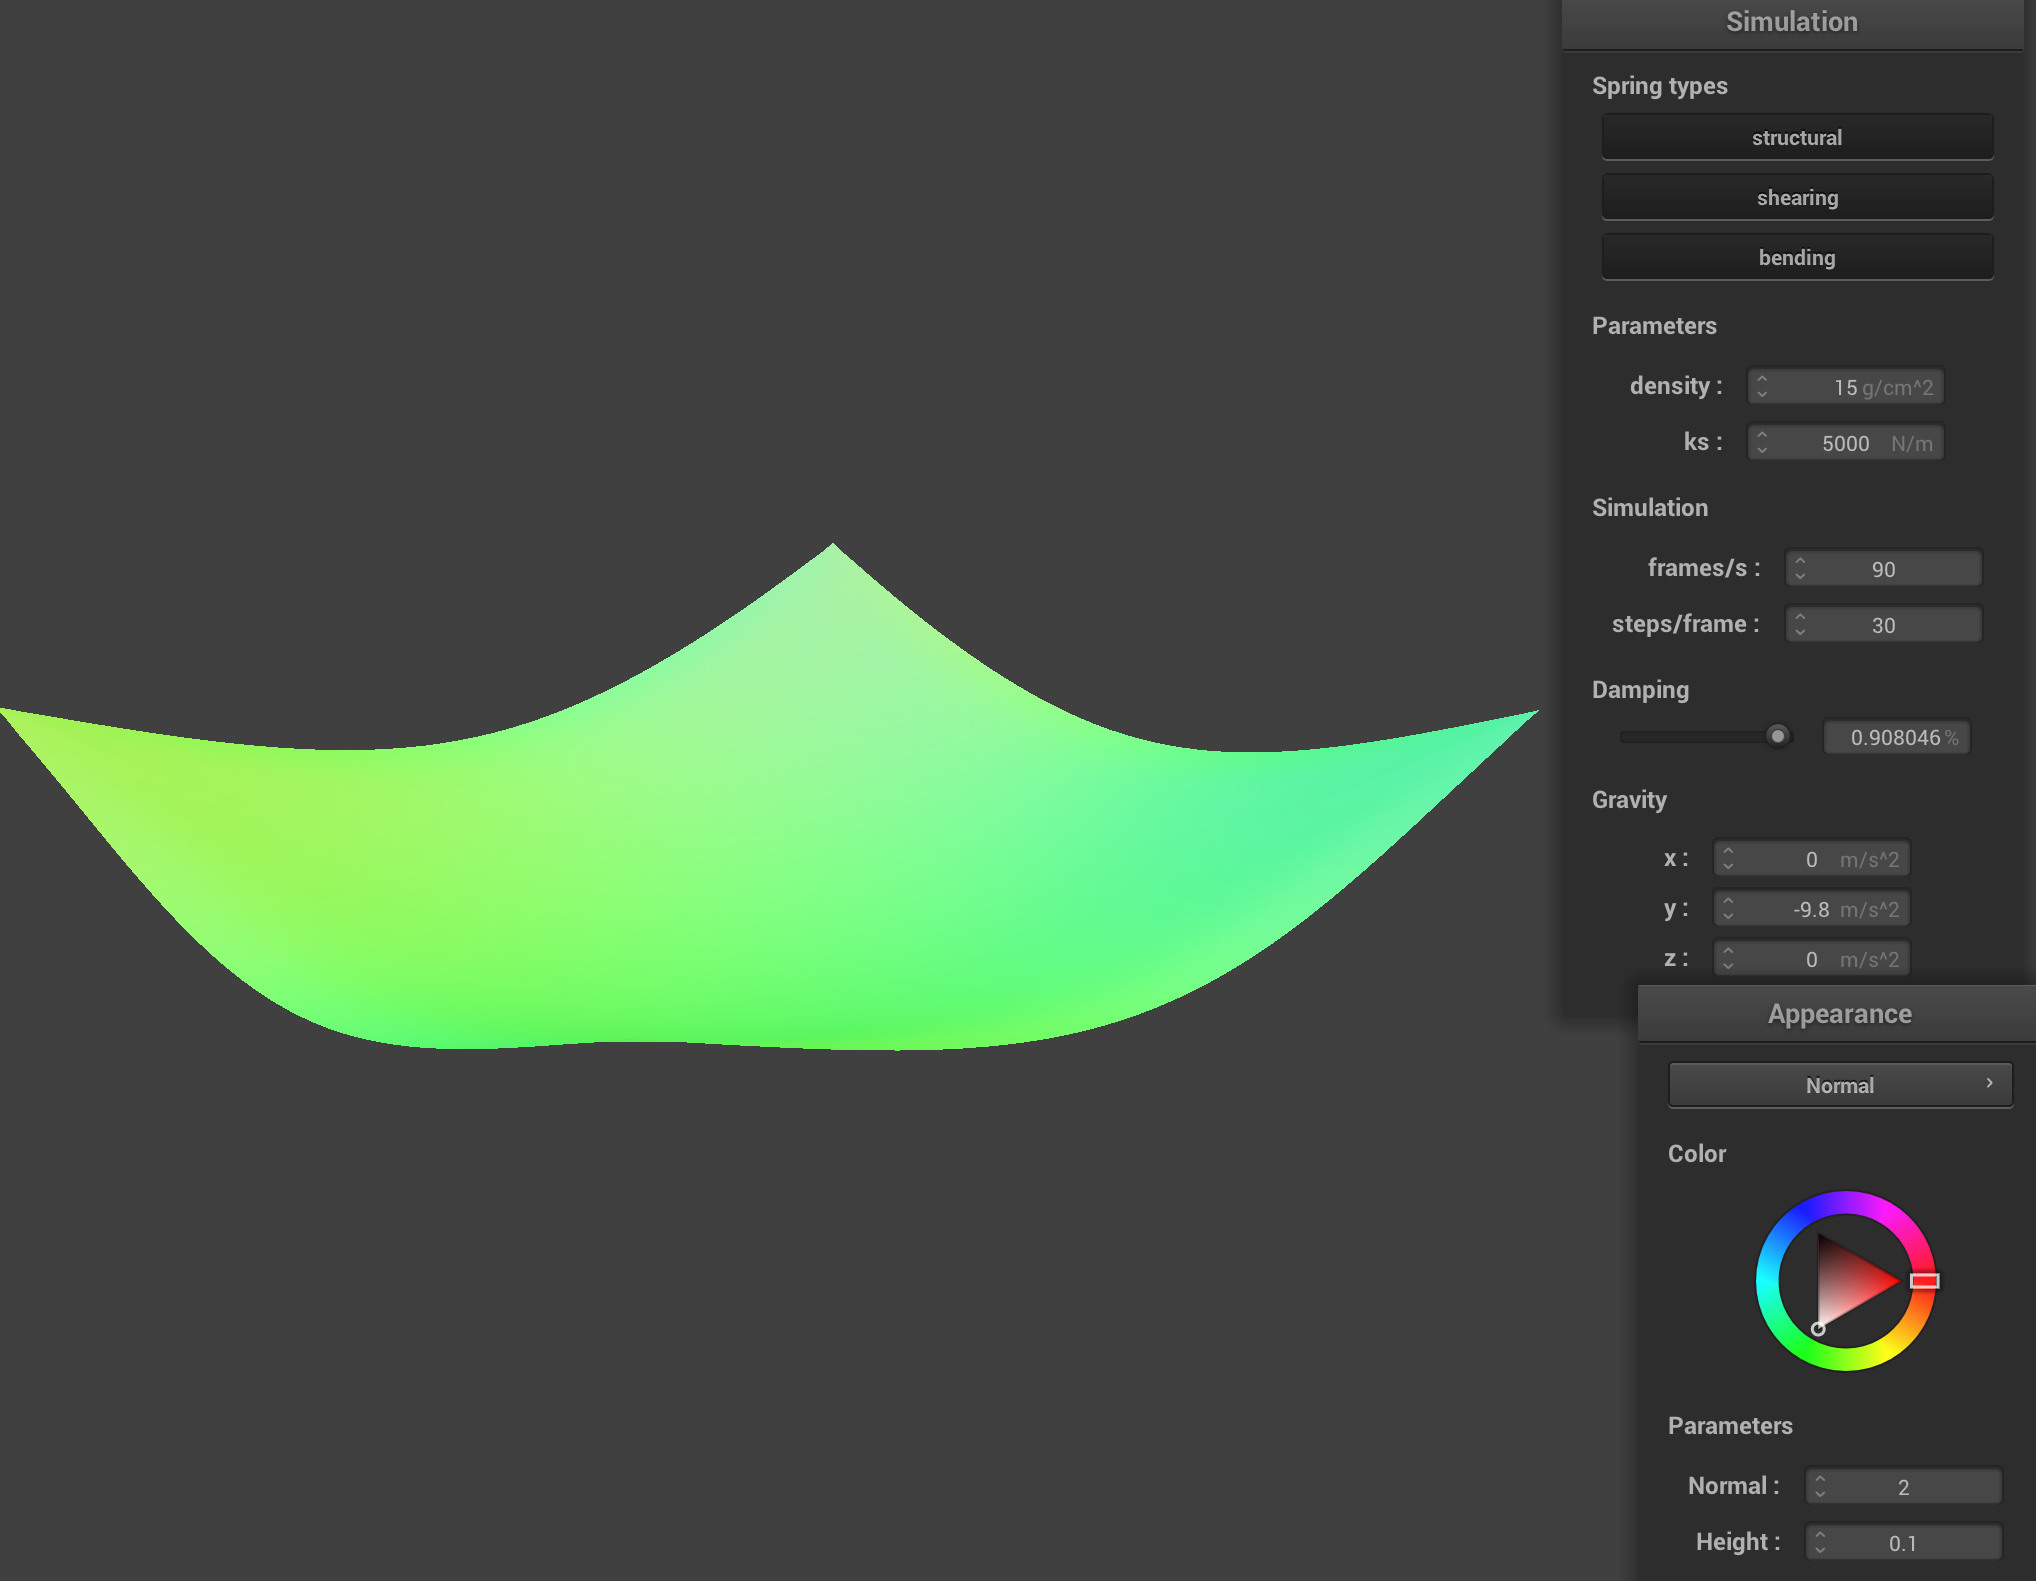 Simulation
Spring types
structural
shearing
bending
Parameters
density : 15 g/cm^2
ks : 5000 N/m
Simulation
frames/s : 90
steps/frame : 30
Damping
0.908046 %
Gravity
x : 0 m/s^2
y : -9.8 m/s^2
z : 0 m/s^2
Appearance
Normal
Color
Parameters
Normal : 2
Height : 0.1